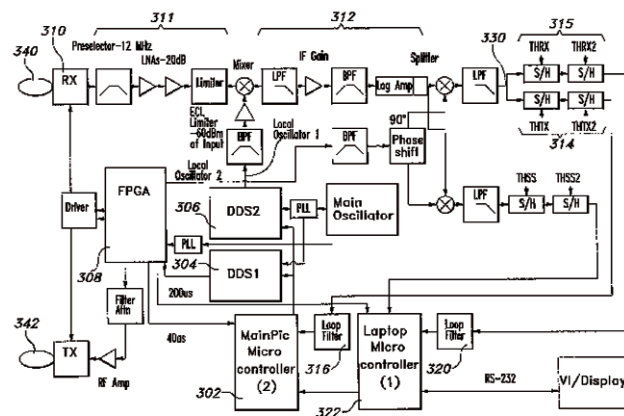 311
312
315
340
310
Preselector-12 MHz
LNAs-20dB
RX
Limiter
Mixer
LPF
IF Gain
BPF
Log Amp
Splitter
LPF
330
THRX
THRX2
S/H
S/H
S/H
S/H
THTX
THTX2
314
ECL
Limiter
-60dBm
of Input
BPF
Local
Oscillator 1
Local
Oscillator 2
BPF
90°
Phase
shift
LPF
THSS
THSS2
S/H
S/H
FPGA
Driver
308
306
DDS2
PLL
Main
Oscillator
PLL
304
DDS1
200us
Filter
Attn
40us
342
TX
RF Amp
MainPic
Micro
controller
(2)
302
Loop
Filter
316
Laptop
Micro
controller
(1)
322
Loop
Filter
320
RS-232
VI/Display